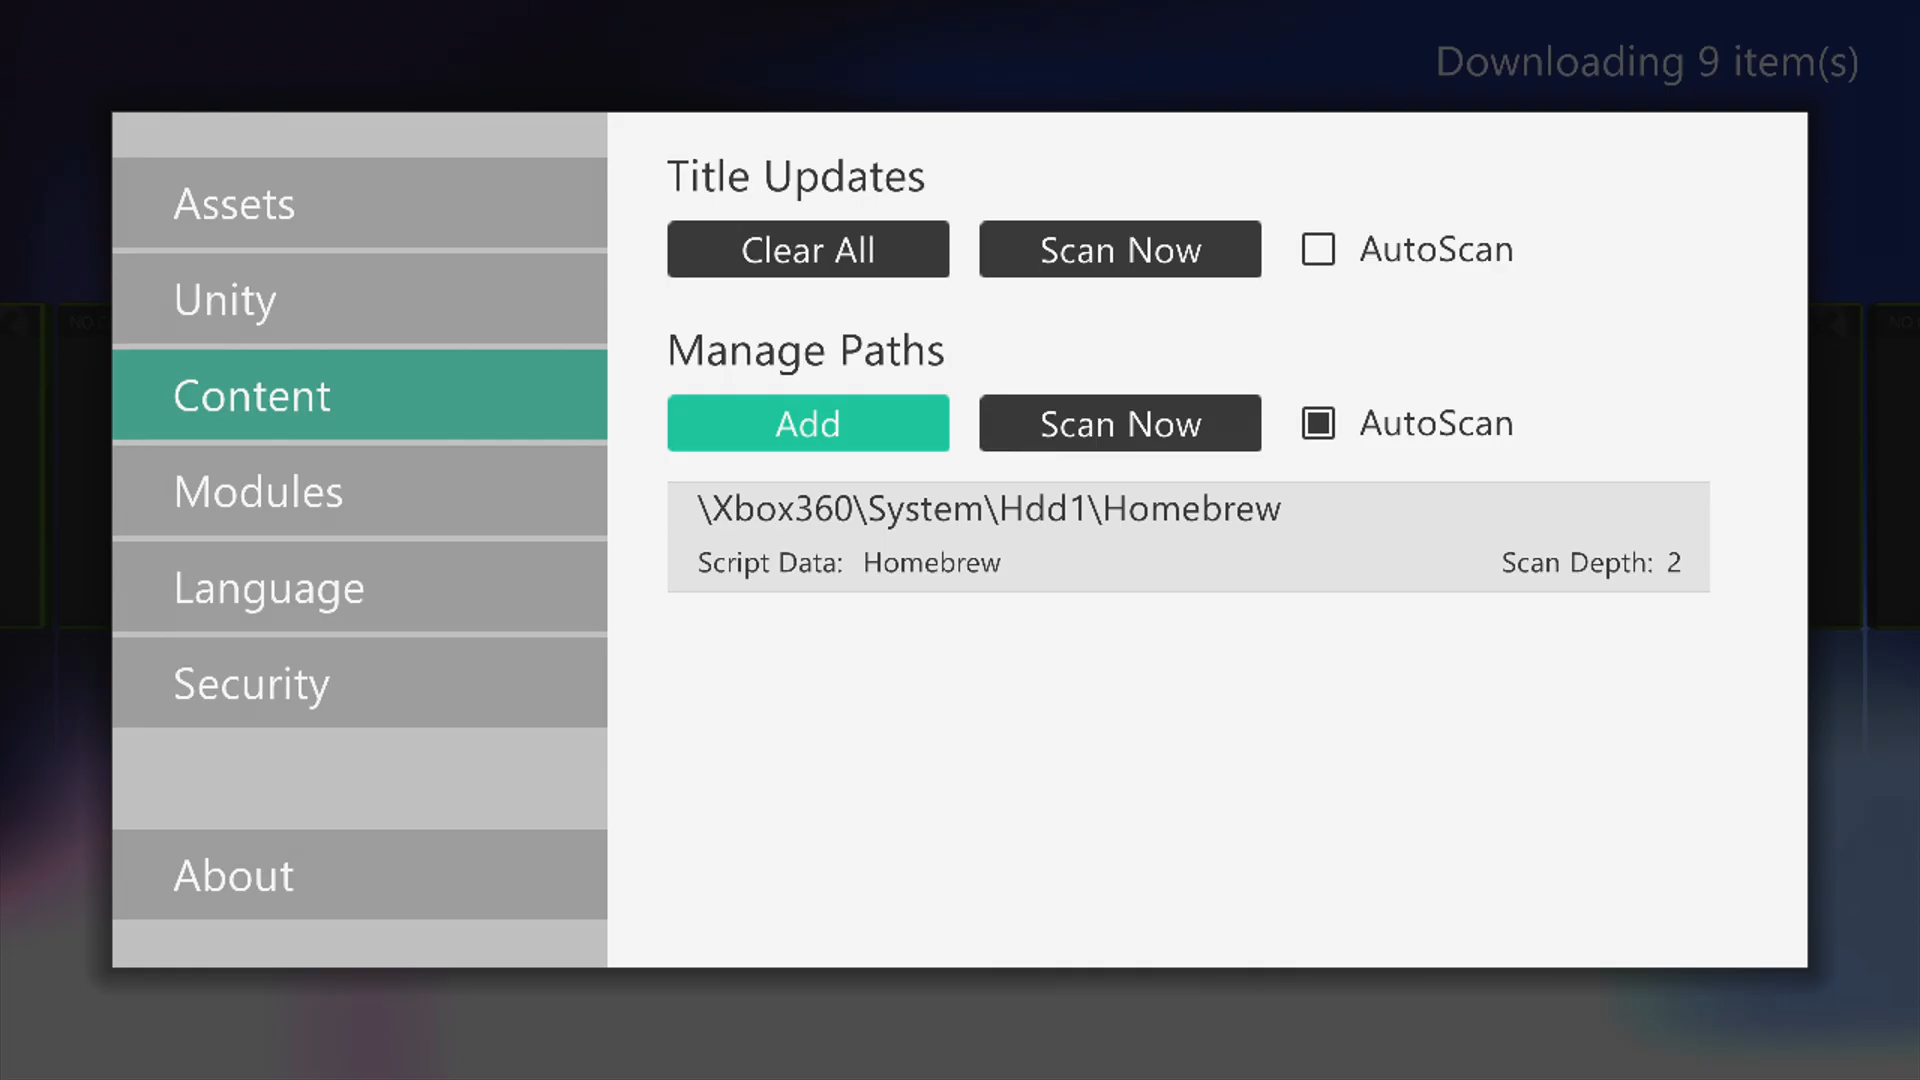 Downloading 9 item(s)
Assets
Unity
Content
Modules
Language
Security
About
Title Updates
Clear All
Scan Now
AutoScan
Manage Paths
Add
Scan Now
AutoScan
\Xbox360\System\Hdd1\Homebrew
Script Data: Homebrew
Scan Depth: 2